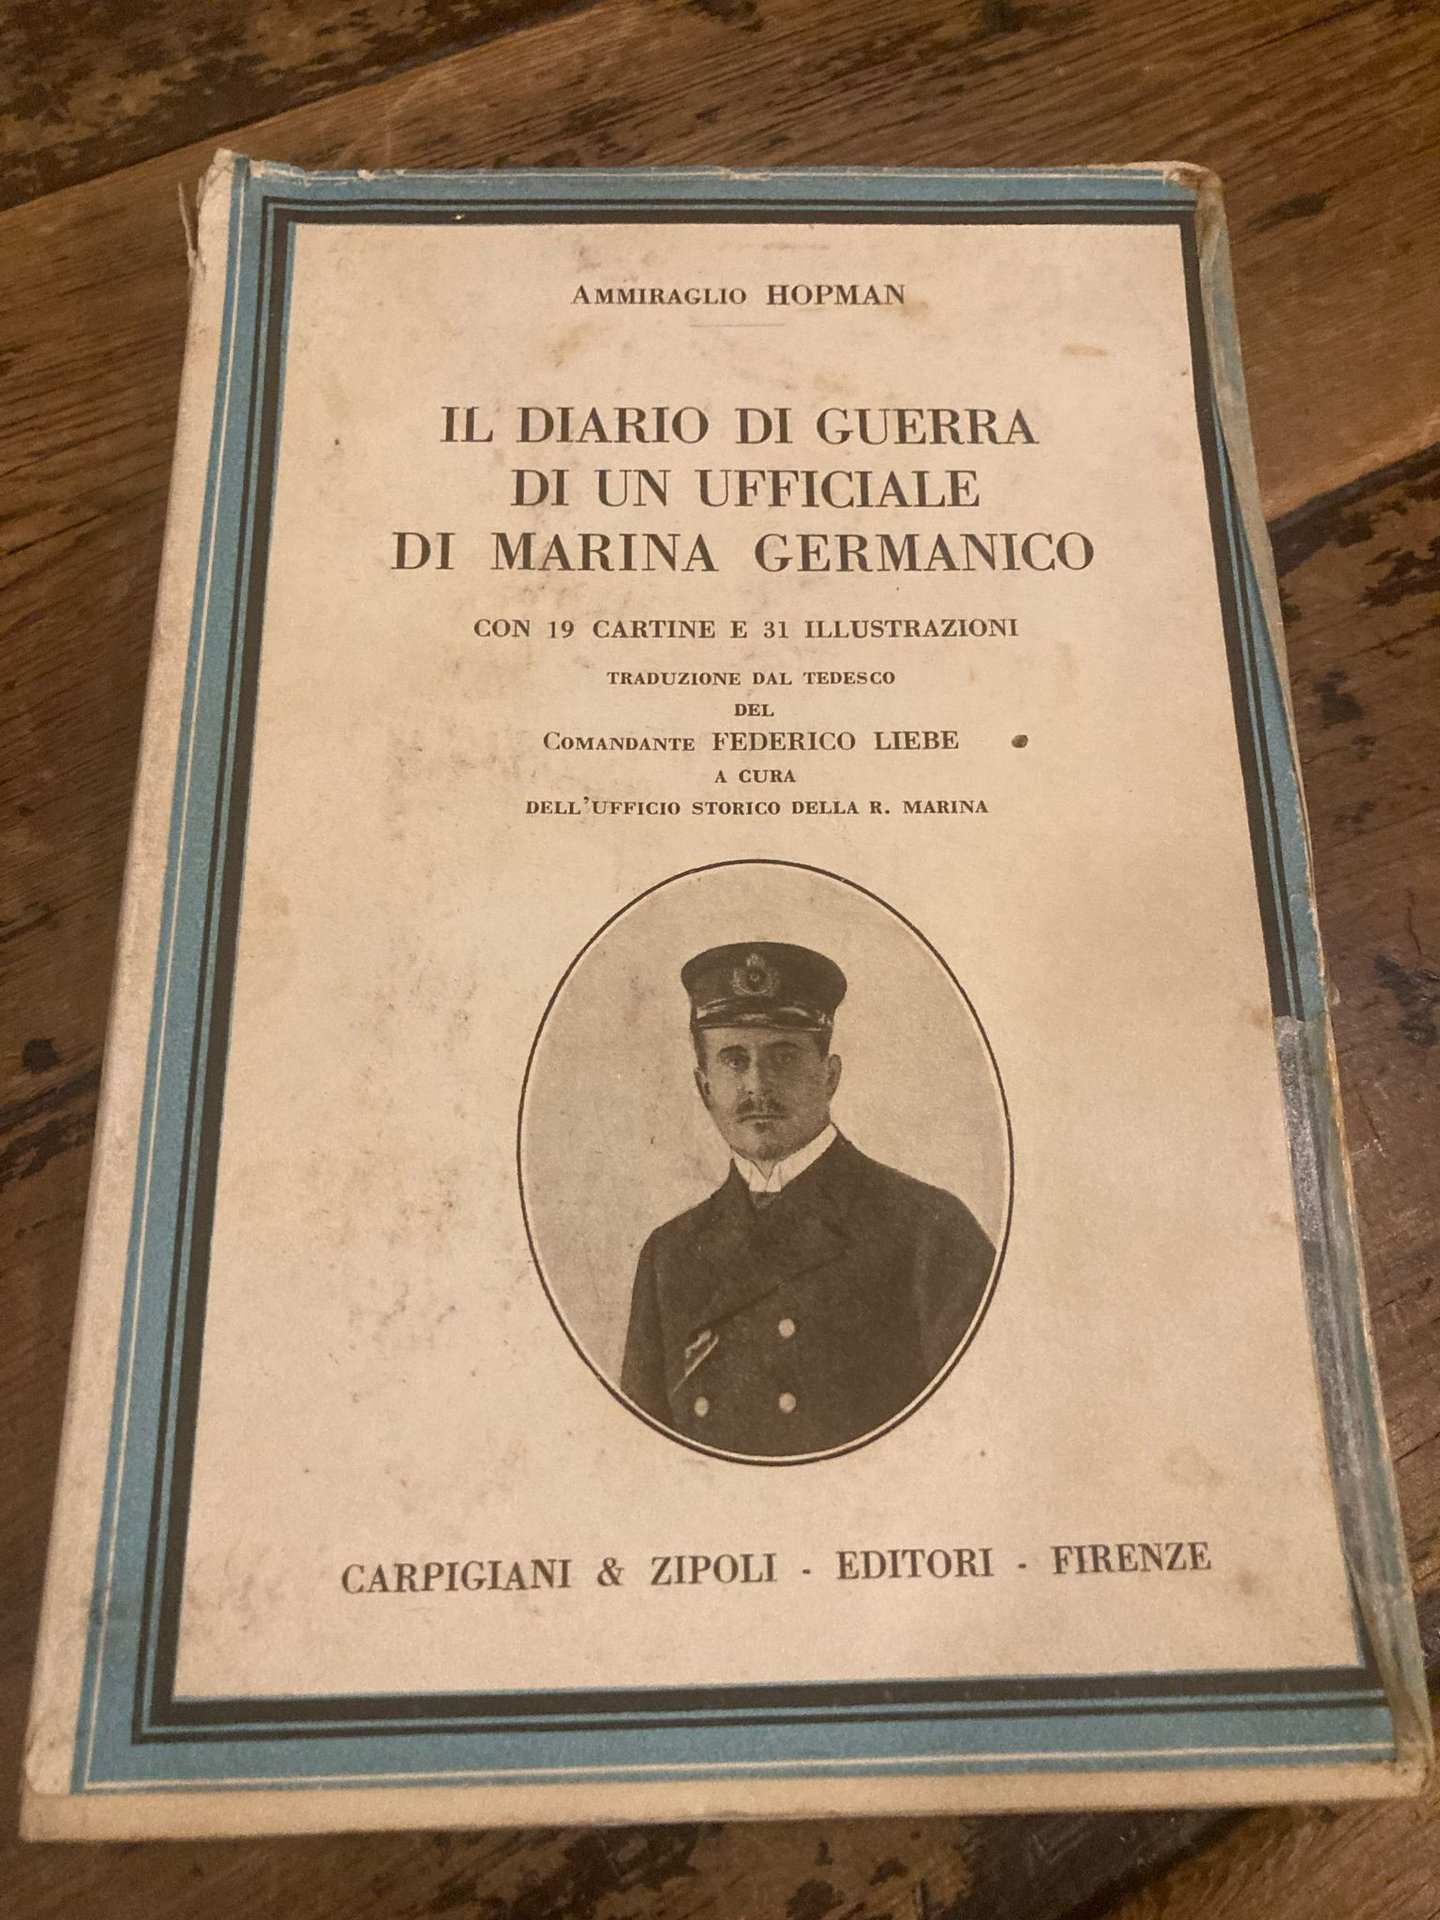 Ammiraglio HOPMAN
IL DIARIO DI GUERRA
DI UN UFFICIALE
DI MARINA GERMANICO
CON 19 CARTINE E 31 ILLUSTRAZIONI
TRADUZIONE DAL TEDESCO
DEL
Comandante FEDERICO LIEBE
A CURA
DELL'UFFICIO STORICO DELLA R. MARINA
CARPIGIANI & ZIPOLI - EDITORI - FIRENZE